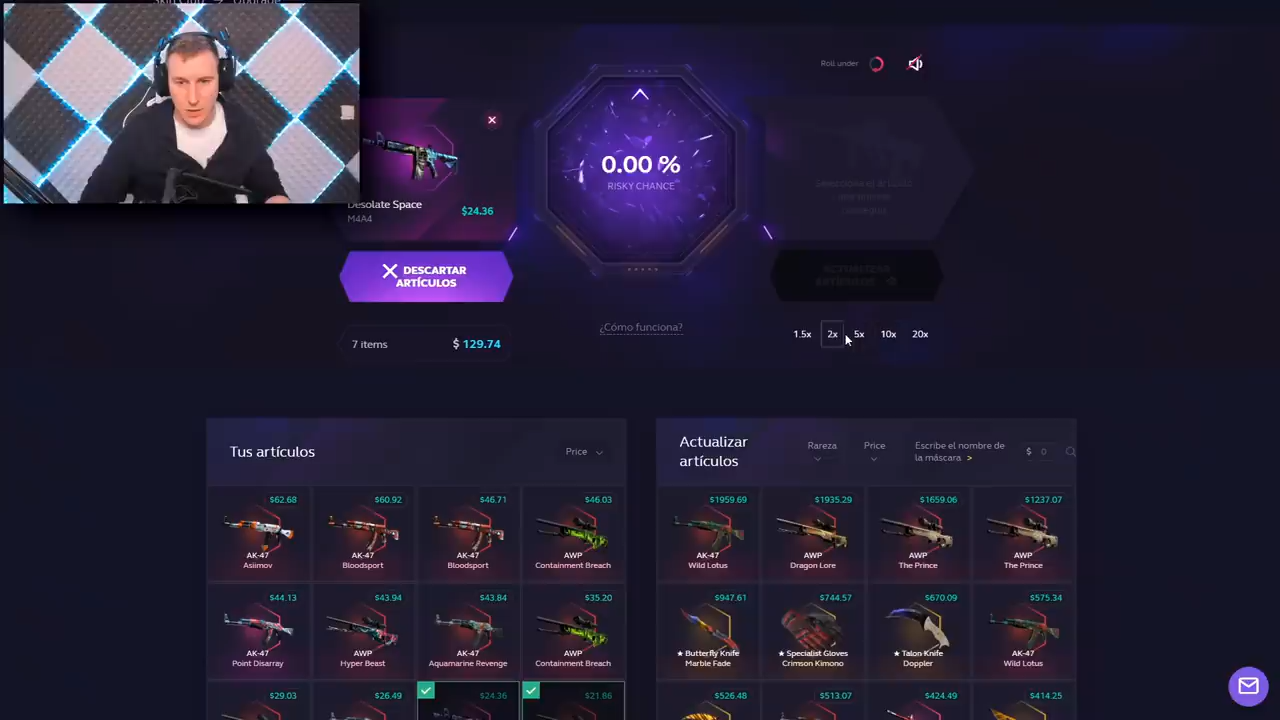 Skin Club → Upgrade
Roll under
0.00 %
RISKY CHANCE
Desolate Space
M4A4
$24.36
DESCARTAR
ARTÍCULOS
ACTUALIZAR
ARTÍCULOS
7 items
$ 129.74
¿Cómo funciona?
1.5x 2x 5x 10x 20x
Tus artículos
Price
Actualizar
artículos
Rareza
Price
Escribe el nombre de
la máscara >
$ 0
$62.68 $60.92 $46.71 $46.03
AK-47 AK-47 AK-47 AWP
Asiimov Bloodsport Bloodsport Containment Breach
$44.13 $43.94 $43.84 $35.20
AK-47 AWP AK-47 AWP
Point Disarray Hyper Beast Aquamarine Revenge Containment Breach
$29.03 $26.49 $24.36 $21.86
$1959.69 $1935.29 $1659.06 $1237.07
AK-47 AWP AWP AWP
Wild Lotus Dragon Lore The Prince The Prince
$947.61 $744.57 $670.09 $575.34
★ Butterfly Knife ★ Specialist Gloves ★ Talon Knife AK-47
Marble Fade Crimson Kimono Doppler Wild Lotus
$526.48 $513.07 $424.49 $414.25